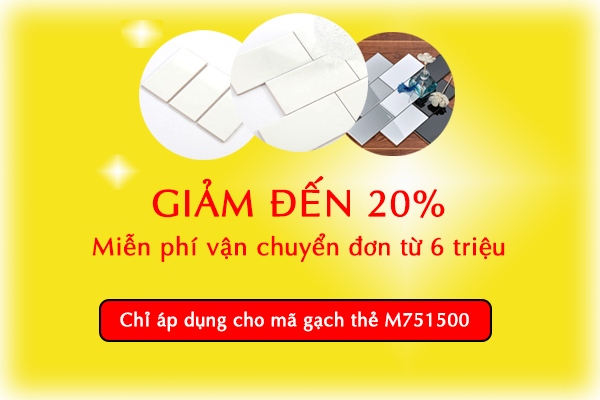 GIẢM ĐẾN 20%
Miễn phí vận chuyển đơn từ 6 triệu
Chỉ áp dụng cho mã gạch thẻ M751500